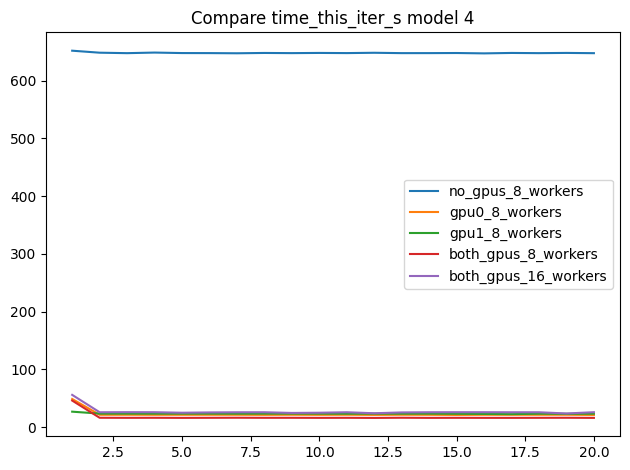 Compare time_this_iter_s model 4
600
500
400
300
200
100
0
no_gpus_8_workers
gpu0_8_workers
gpu1_8_workers
both_gpus_8_workers
both_gpus_16_workers
2.5 5.0 7.5 10.0 12.5 15.0 17.5 20.0